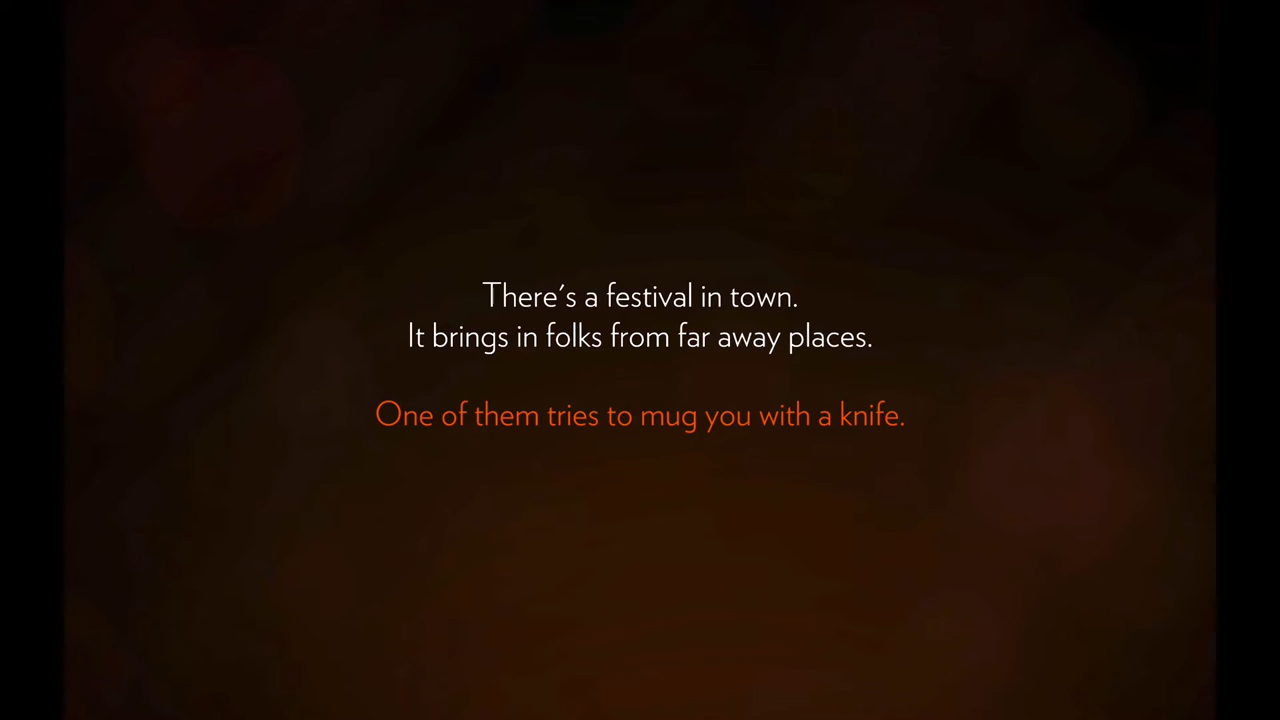 There's a festival in town.
It brings in folks from far away places.
One of them tries to mug you with a knife.